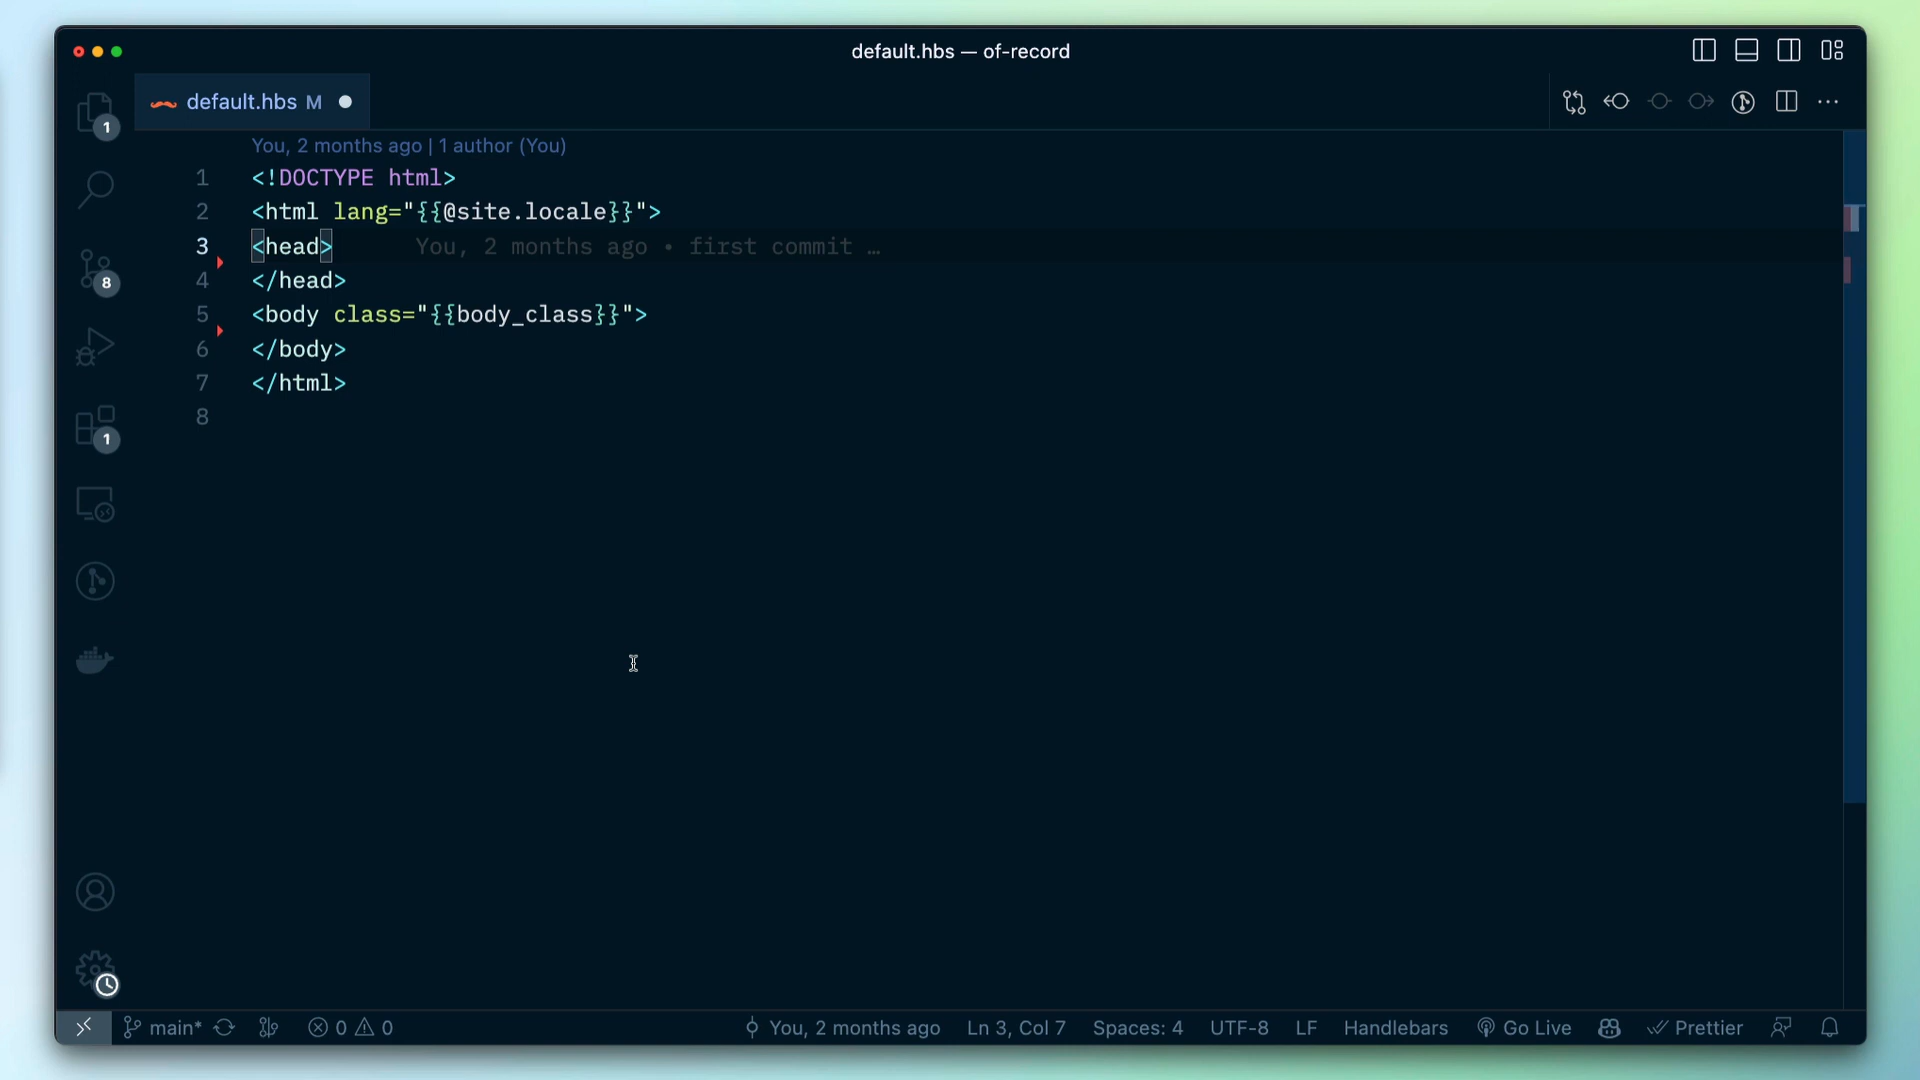 default.hbs — of-record
default.hbs M
1
You, 2 months ago | 1 author (You)
1 <!DOCTYPE html>
2 <html lang="{{@site.locale}}">
3 <head> You, 2 months ago • first commit …
4 </head>
5 <body class="{{body_class}}">
6 </body>
7 </html>
8
8
1
main* 0 0 You, 2 months ago Ln 3, Col 7 Spaces: 4 UTF-8 LF Handlebars Go Live Prettier